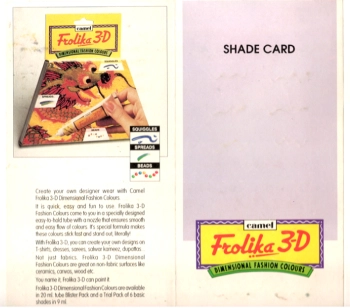 camel
Frolika 3-D
DIMENSIONAL FASHION COLOURS
SQUIGGLES
SPREADS
BEADS
Create your own designer wear with Camel
Frolika 3-D Dimensional Fashion Colours.
It is quick, easy and fun to use. Frolika 3-D
Fashion Colours come to you in a specially designed
easy-to-hold tube with a nozzle that ensures smooth
and easy flow of colours. It's special formula makes
these colours stick fast and stand out, literally!
With Frolika 3-D, you can create your own designs on
T-shirts, dresses, sarees, salwar kameez, dupattas.
Not just fabrics. Frolika 3-D Dimensional
Fashion Colours are great on non-fabric surfaces like
ceramics, canvas, wood etc.
You name it, Frolika 3-D can paint it.
Frolika 3-D Dimensional Fashion Colours are available
in 20 ml. tube Blister Pack and a Trial Pack of 6 basic
shades in 9 ml.
SHADE CARD
camel
Frolika 3-D
DIMENSIONAL FASHION COLOURS